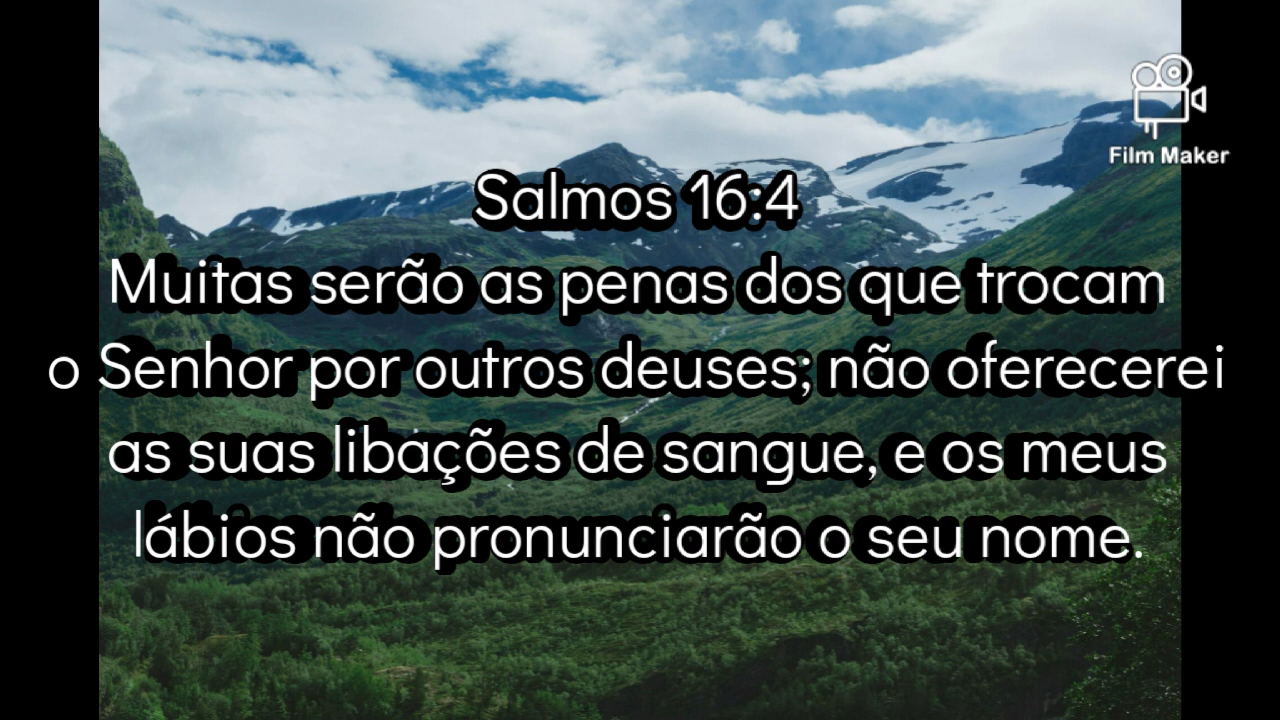 Film Maker
Salmos 16:4
Muitas serão as penas dos que trocam
o Senhor por outros deuses; não oferecerei
as suas libações de sangue, e os meus
lábios não pronunciarão o seu nome.